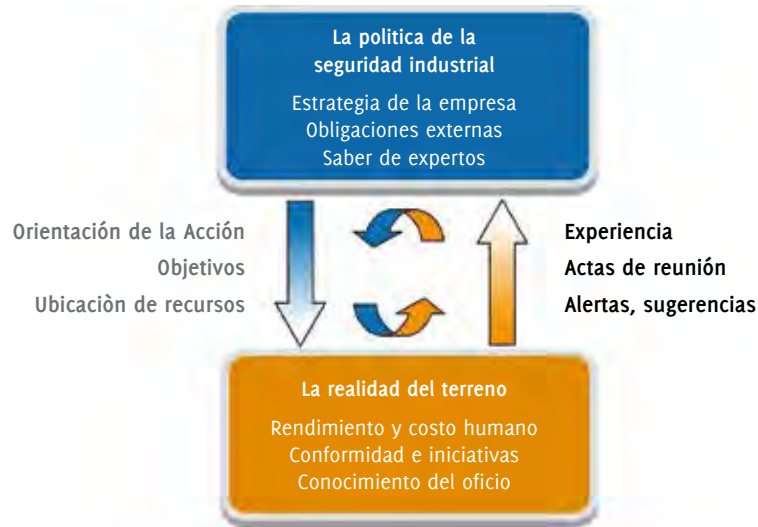 La politica de la
seguridad industrial
Estrategia de la empresa
Obligaciones externas
Saber de expertos
Orientación de la Acción
Objetivos
Ubicaciòn de recursos
Experiencia
Actas de reunión
Alertas, sugerencias
La realidad del terreno
Rendimiento y costo humano
Conformidad e iniciativas
Conocimiento del oficio